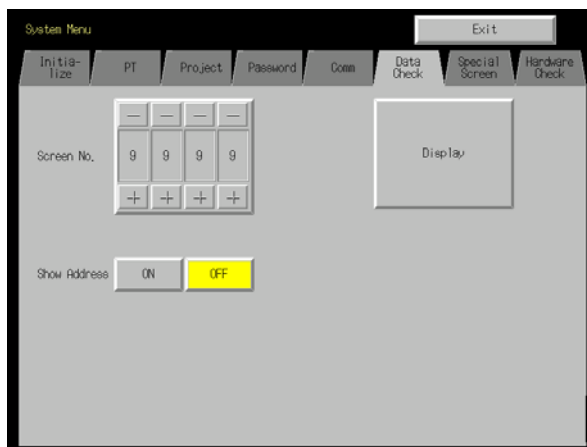 System Menu
Exit
Initia-
lize
PT
Project
Password
Comm
Data
Check
Special
Screen
Hardware
Check
— — — —
Screen No.
9 9 9 9
Display
+ + + +
Show Address
ON
OFF